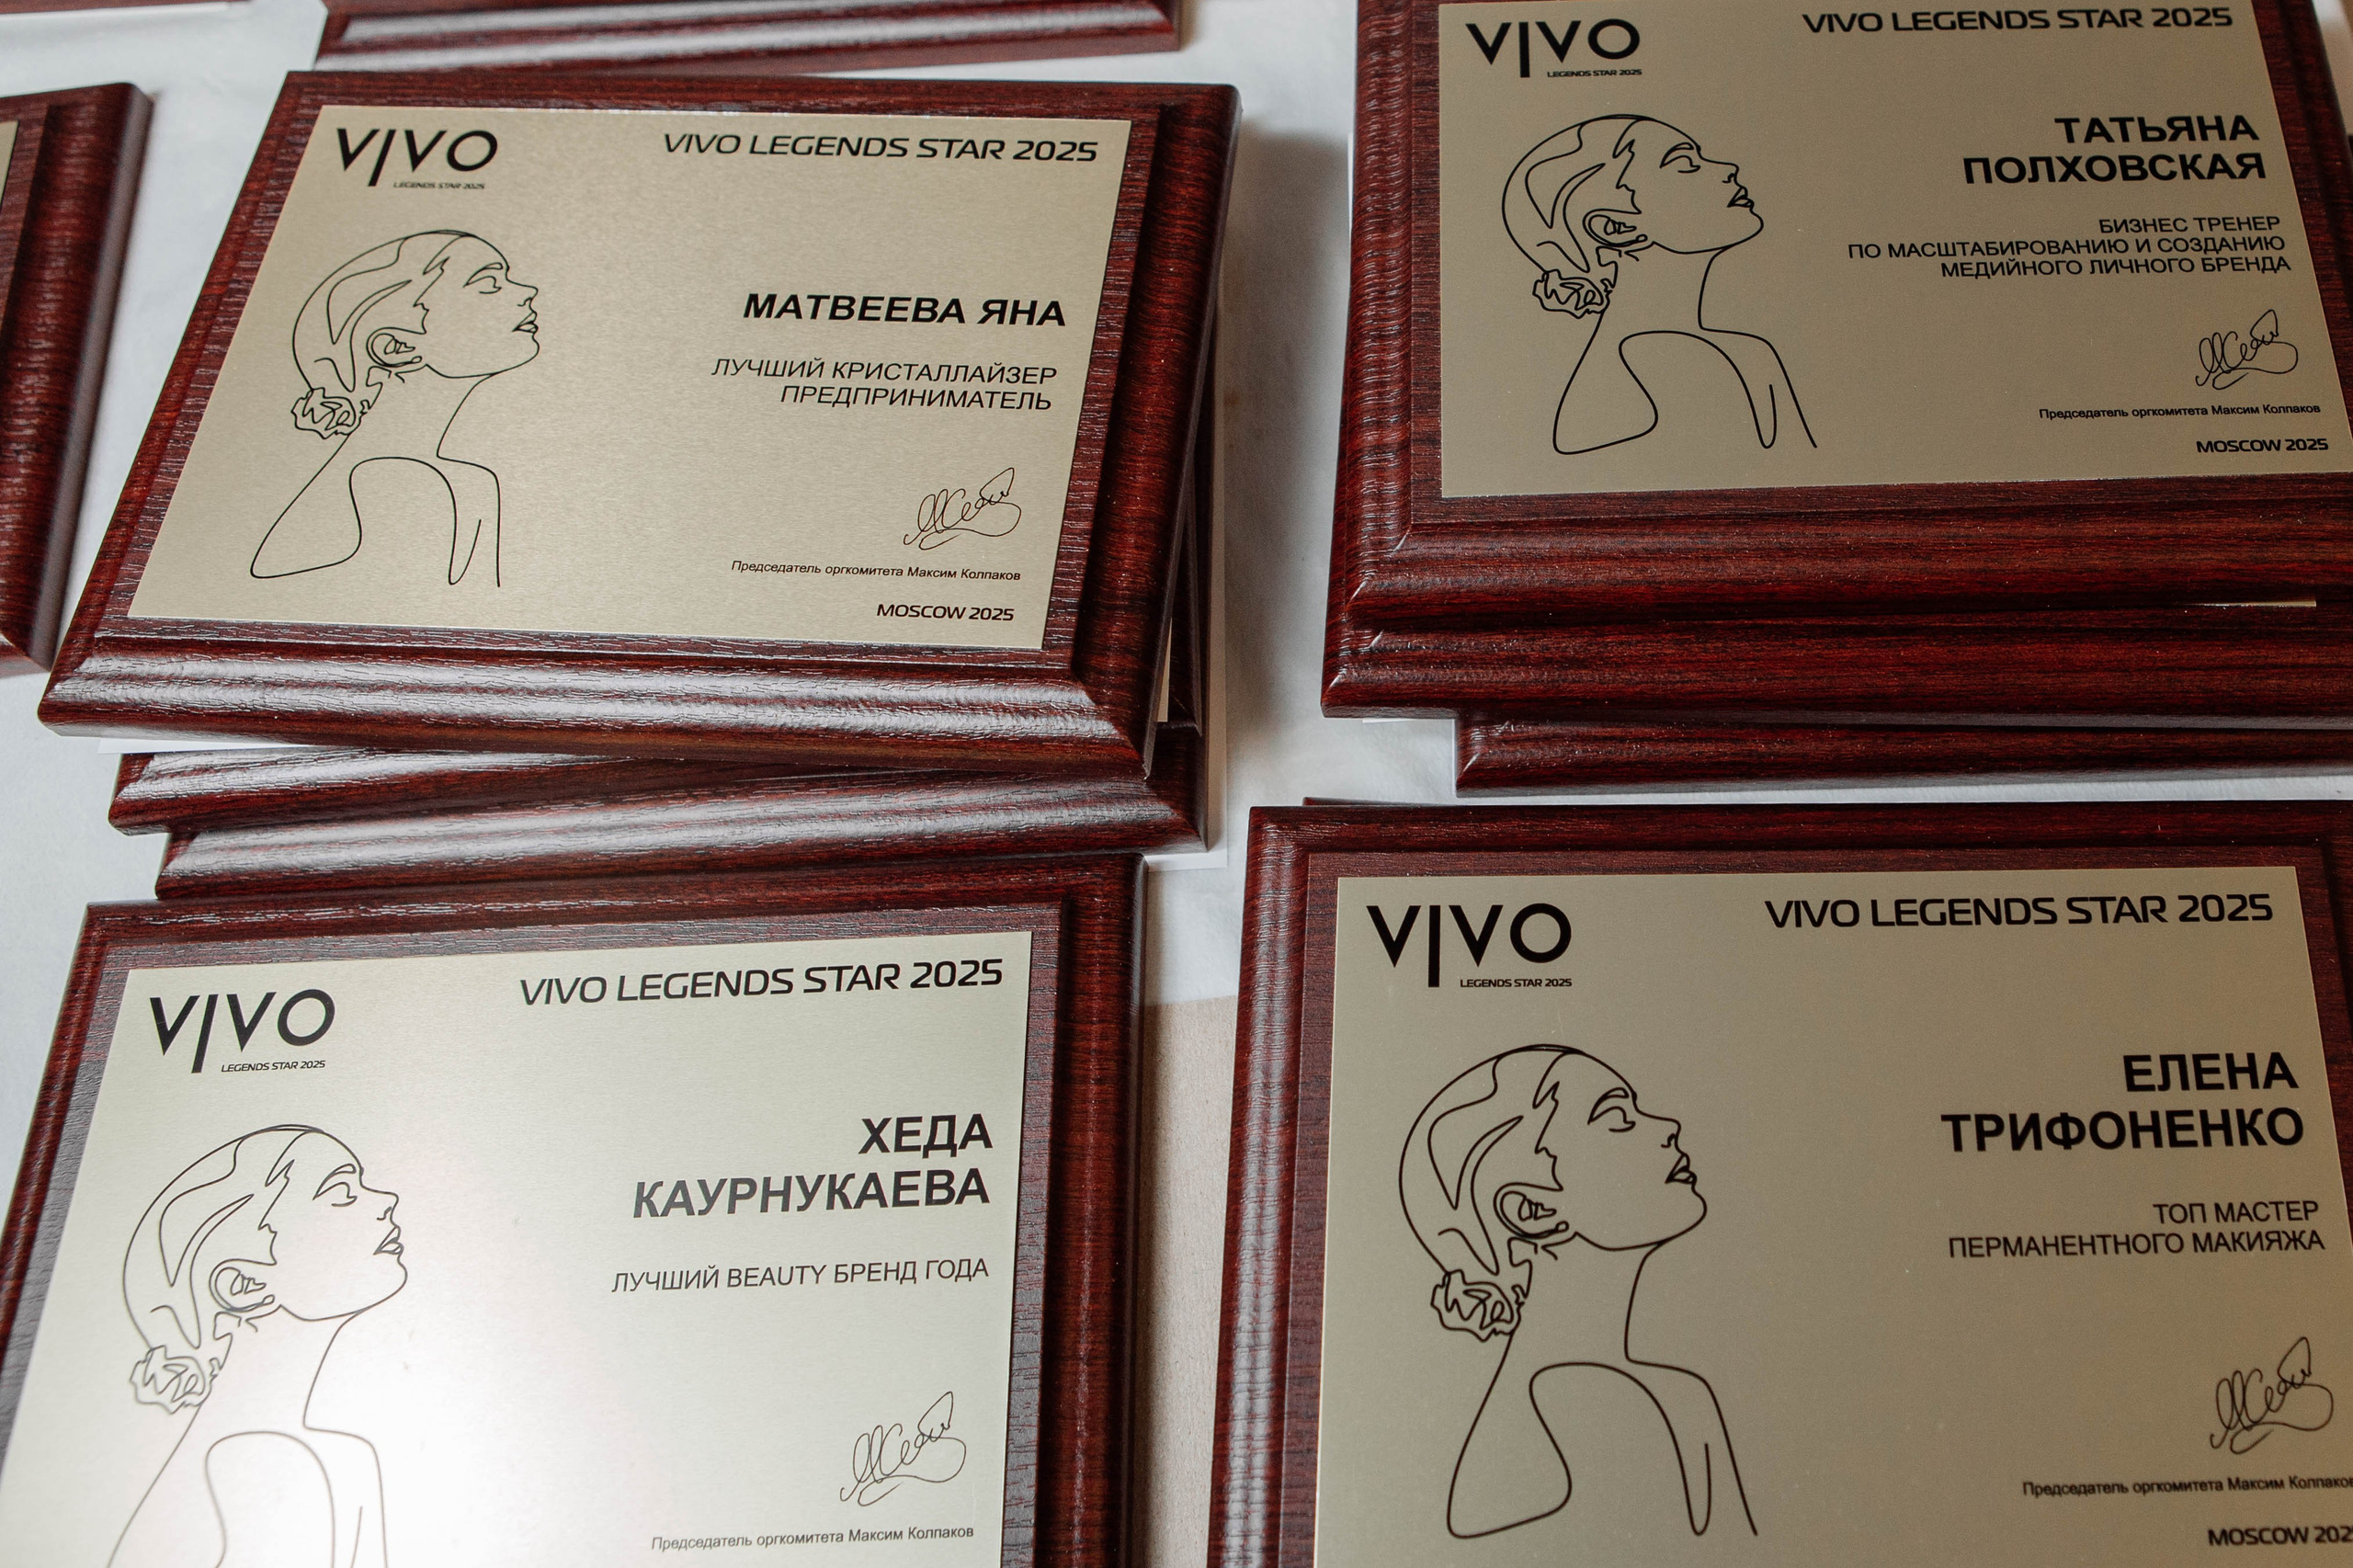 VIVO
LEGENDS STAR 2025
VIVO LEGENDS STAR 2025
МАТВЕЕВА ЯНА
ЛУЧШИЙ КРИСТАЛЛАЙЗЕР
ПРЕДПРИНИМАТЕЛЬ
Председатель оргкомитета Максим Колпаков
MOSCOW 2025
VIVO
LEGENDS STAR 2025
VIVO LEGENDS STAR 2025
ТАТЬЯНА
ПОЛХОВСКАЯ
БИЗНЕС ТРЕНЕР
ПО МАСШТАБИРОВАНИЮ И СОЗДАНИЮ
МЕДИЙНОГО ЛИЧНОГО БРЕНДА
Председатель оргкомитета Максим Колпаков
MOSCOW 2025
VIVO
LEGENDS STAR 2025
VIVO LEGENDS STAR 2025
ХЕДА
КАУРНУКАЕВА
ЛУЧШИЙ BEAUTY БРЕНД ГОДА
Председатель оргкомитета Максим Колпаков
VIVO
LEGENDS STAR 2025
VIVO LEGENDS STAR 2025
ЕЛЕНА
ТРИФОНЕНКО
ТОП МАСТЕР
ПЕРМАНЕНТНОГО МАКИЯЖА
Председатель оргкомитета Максим Колпаков
MOSCOW 2025